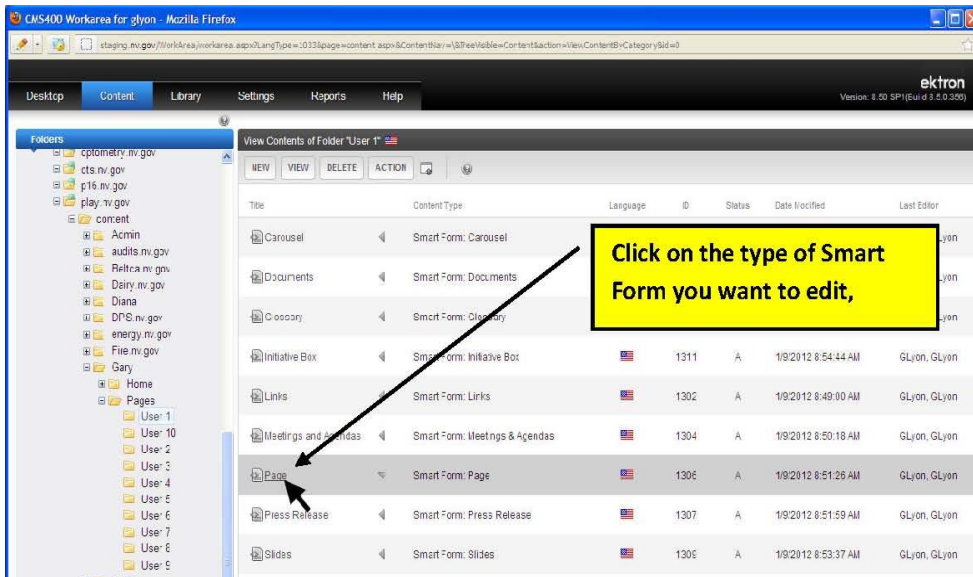 CMS400 Workarea for glyon - Mozilla Firefox
staging.nv.gov/WorkArea/workarea.aspx?LangType=1033&page=content.aspx&ContentNav=\&TreeVisible=Content&action=ViewContentByCategory&id=0
ektron
Desktop Content Library Settings Reports Help
Version: 8.50 SP1
Folders
View Contents of Folder "User 1"
NEW VIEW DELETE ACTION
Title Content Type Language ID Status Date Modified Last Editor
Carousel Smart Form: Carousel
Documents Smart Form: Documents
Glossary Smart Form: Glossary
Initiative Box Smart Form: Initiative Box 1311 A 1/9/2012 8:54:44 AM GLyon, GLyon
Links Smart Form: Links 1302 A 1/9/2012 8:49:00 AM GLyon, GLyon
Meetings and Agendas Smart Form: Meetings & Agendas 1304 A 1/9/2012 8:50:18 AM GLyon, GLyon
Page Smart Form: Page 1306 A 1/9/2012 8:51:26 AM GLyon, GLyon
Press Release Smart Form: Press Release 1307 A 1/9/2012 8:51:59 AM GLyon, GLyon
Slides Smart Form: Slides 1309 A 1/9/2012 8:53:37 AM GLyon, GLyon
Click on the type of Smart
Form you want to edit,
optometry.nv.gov
cts.nv.gov
p16.nv.gov
play.nv.gov
content
Admin
audits.nv.gov
Beltca.nv.gov
Dairy.nv.gov
Diana
DPS.nv.gov
energy.nv.gov
Fire.nv.gov
Gary
Home
Pages
User 1
User 10
User 2
User 3
User 4
User 5
User 6
User 7
User 8
User 9